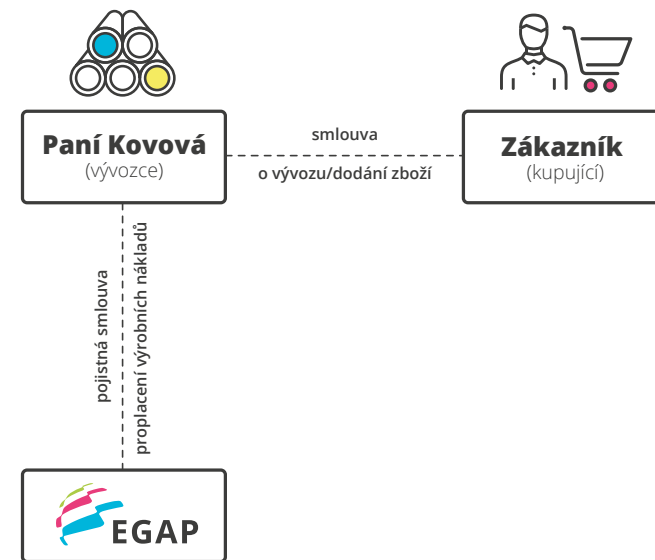 Paní Kovová
(vývozce)
smlouva
o vývozu/dodání zboží
Zákazník
(kupující)
pojistná smlouva
proplacení výrobních nákladů
EGAP